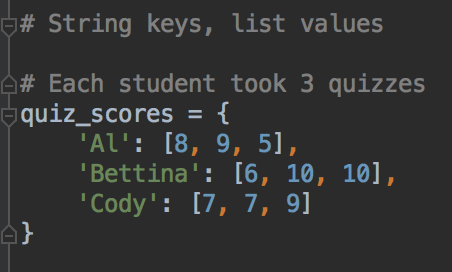 # String keys, list values
# Each student took 3 quizzes
quiz_scores = {
    'Al': [8, 9, 5],
    'Bettina': [6, 10, 10],
    'Cody': [7, 7, 9]
}